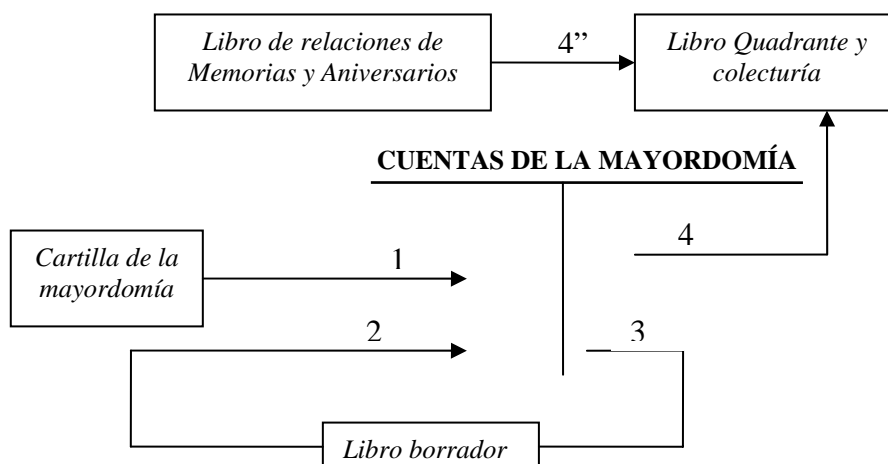 Libro de relaciones de
Memorias y Aniversarios
4”
Libro Quadrante y
colecturía
CUENTAS DE LA MAYORDOMÍA
4
Cartilla de la
mayordomía
1
2
3
Libro borrador